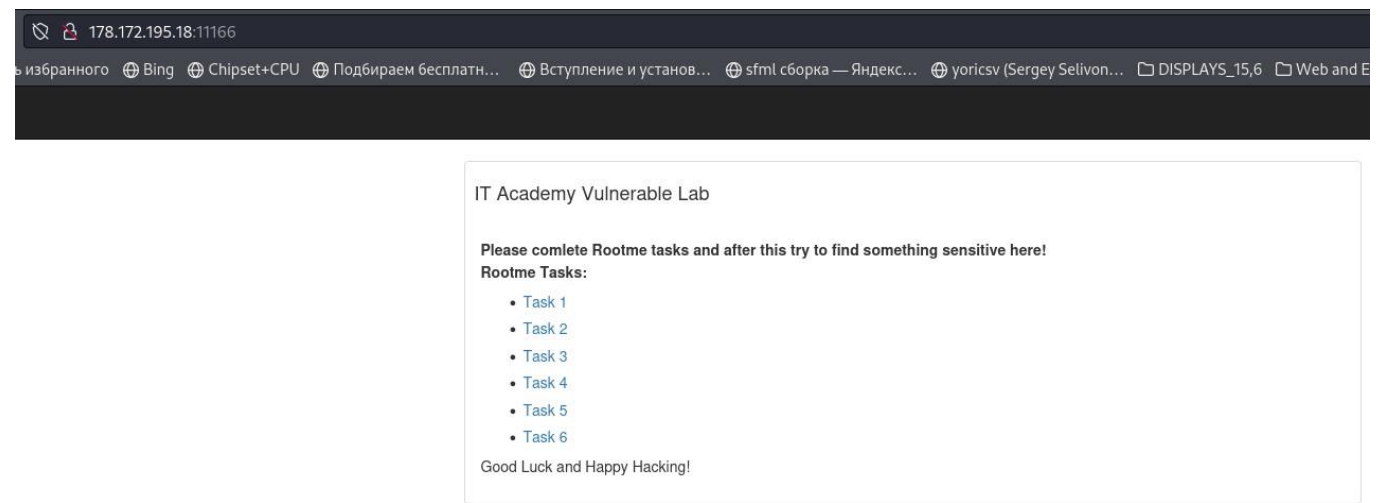 178.172.195.18:11166
ь избранного Bing Chipset+CPU Подбираем бесплатн... Вступление и установ... sfml сборка — Яндекс... yoricsv (Sergey Selivon... DISPLAYS_15,6 Web and E
IT Academy Vulnerable Lab
Please comlete Rootme tasks and after this try to find something sensitive here!
Rootme Tasks:
Task 1
Task 2
Task 3
Task 4
Task 5
Task 6
Good Luck and Happy Hacking!